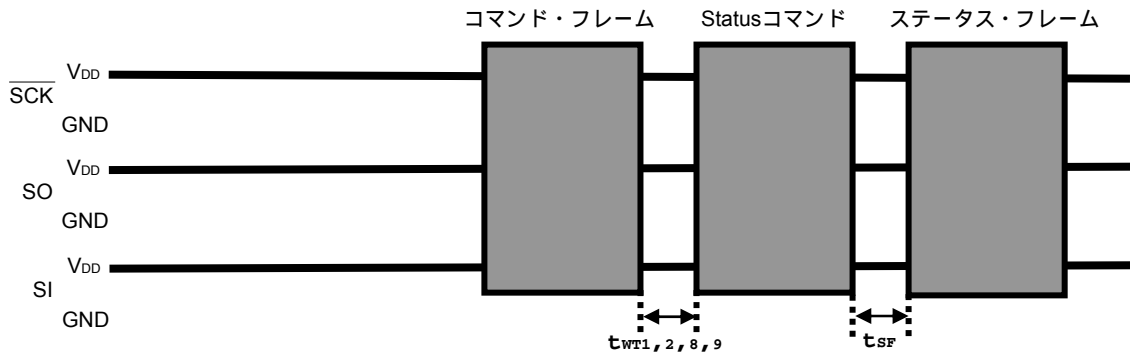 コマンド・フレーム Statusコマンド ステータス・フレーム
SCK VDD
GND
SO VDD
GND
SI VDD
GND
tWT1,2,8,9 tSF